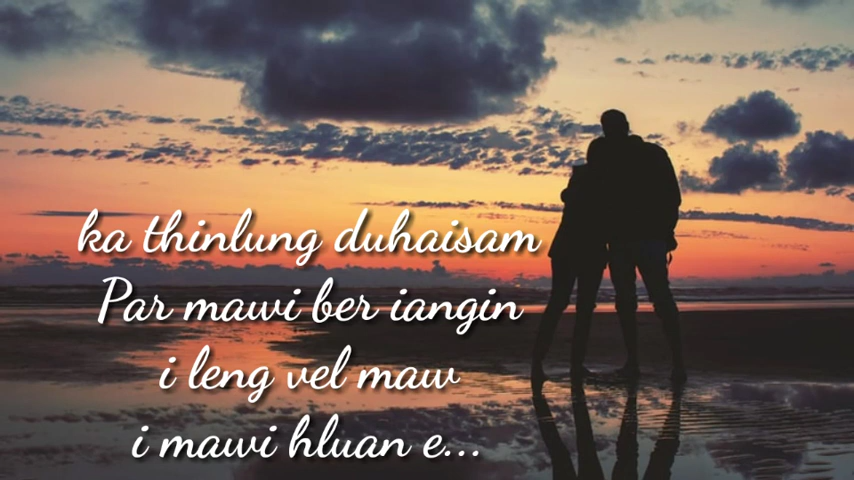 ka thinlung duhaisam
Par mawi ber iangin
i leng vel maw
i mawi hluan e...